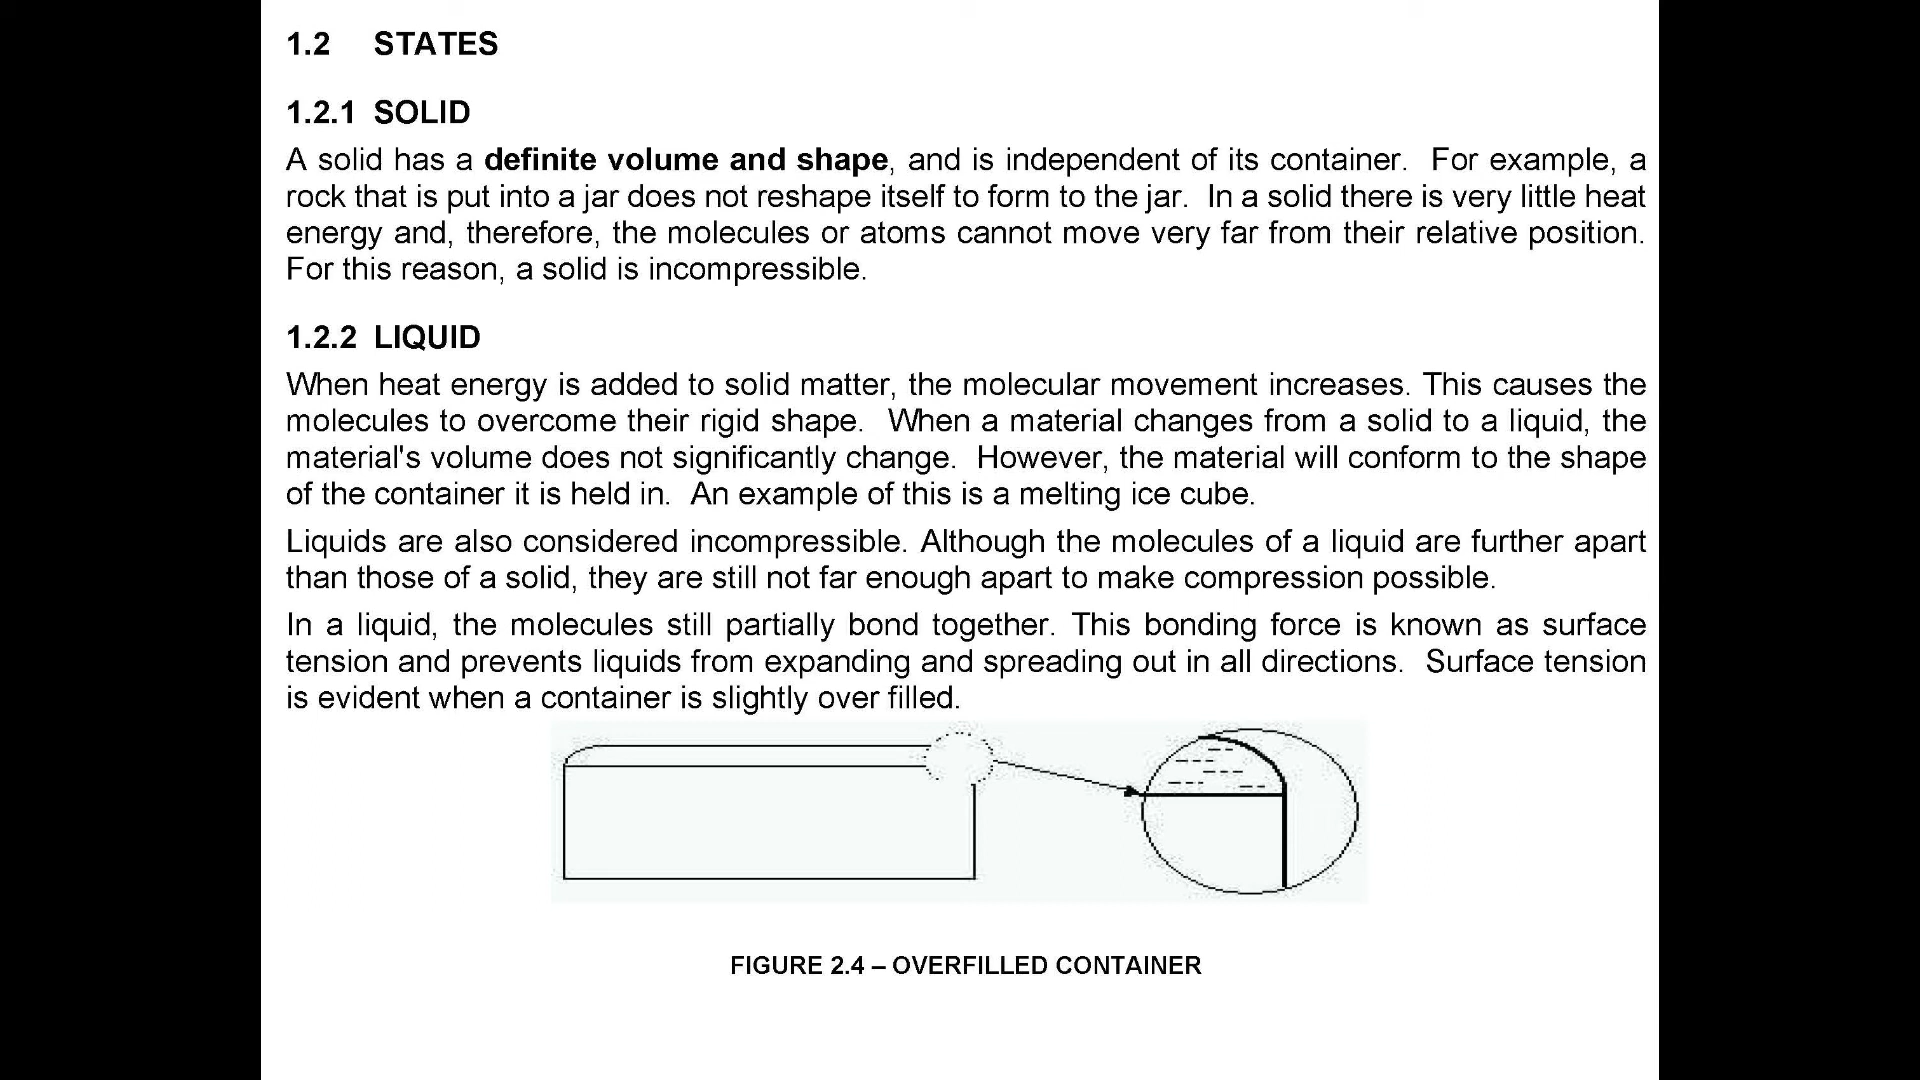 1.2 STATES
1.2.1 SOLID
A solid has a definite volume and shape, and is independent of its container. For example, a
rock that is put into a jar does not reshape itself to form to the jar. In a solid there is very little heat
energy and, therefore, the molecules or atoms cannot move very far from their relative position.
For this reason, a solid is incompressible.
1.2.2 LIQUID
When heat energy is added to solid matter, the molecular movement increases. This causes the
molecules to overcome their rigid shape. When a material changes from a solid to a liquid, the
material's volume does not significantly change. However, the material will conform to the shape
of the container it is held in. An example of this is a melting ice cube.
Liquids are also considered incompressible. Although the molecules of a liquid are further apart
than those of a solid, they are still not far enough apart to make compression possible.
In a liquid, the molecules still partially bond together. This bonding force is known as surface
tension and prevents liquids from expanding and spreading out in all directions. Surface tension
is evident when a container is slightly over filled.
FIGURE 2.4 – OVERFILLED CONTAINER